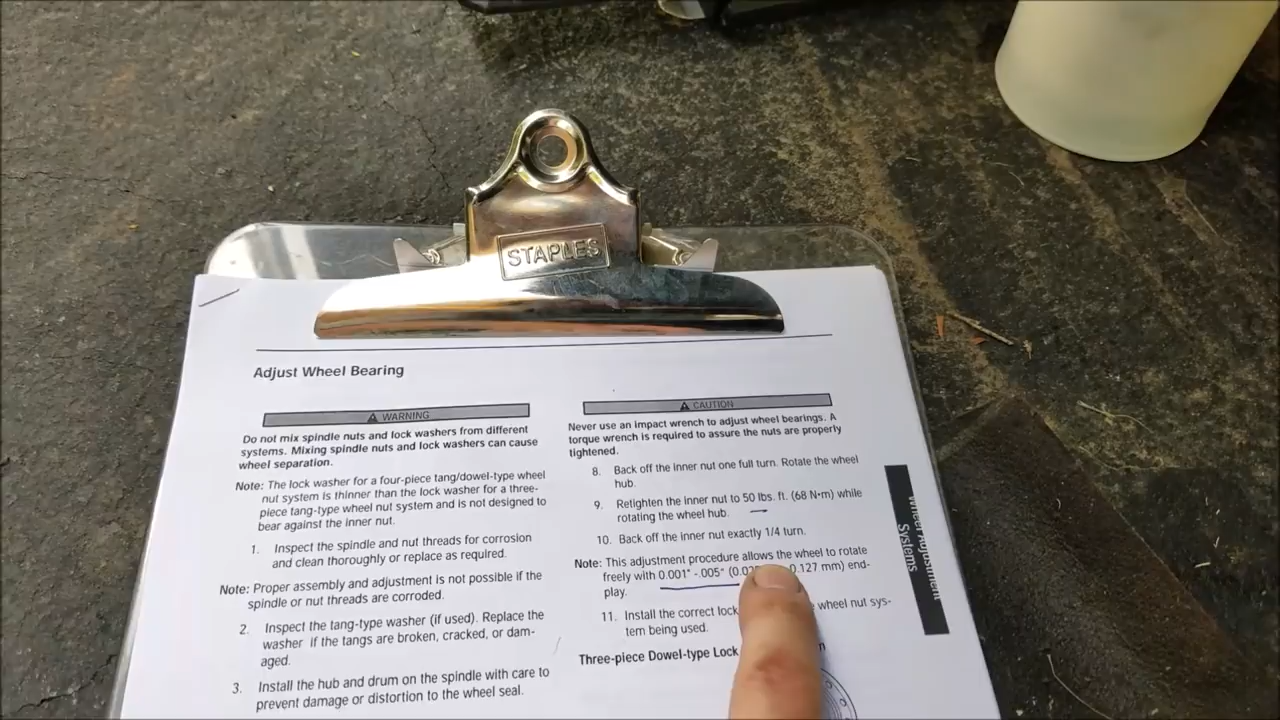 STAPLES
Adjust Wheel Bearing
WARNING
Do not mix spindle nuts and lock washers from different
systems. Mixing spindle nuts and lock washers can cause
wheel separation.
Note: The lock washer for a four-piece tang/dowel-type wheel
nut system is thinner than the lock washer for a three-
piece tang-type wheel nut system and is not designed to
bear against the inner nut.
1. Inspect the spindle and nut threads for corrosion
and clean thoroughly or replace as required.
Note: Proper assembly and adjustment is not possible if the
spindle or nut threads are corroded.
2. Inspect the tang-type washer (if used). Replace the
washer if the tangs are broken, cracked, or dam-
aged.
3. Install the hub and drum on the spindle with care to
prevent damage or distortion to the wheel seal.
CAUTION
Never use an impact wrench to adjust wheel bearings. A
torque wrench is required to assure the nuts are properly
tightened.
8. Back off the inner nut one full turn. Rotate the wheel
hub.
9. Retighten the inner nut to 50 lbs. ft. (68 N•m) while
rotating the wheel hub.
10. Back off the inner nut exactly 1/4 turn.
Note: This adjustment procedure allows the wheel to rotate
freely with 0.001" -.005" 0.127 mm) end-
play.
11. Install the correct lock wheel nut sys-
tem being used.
Three-piece Dowel-type Lock
Wheel Adjustment
Systems